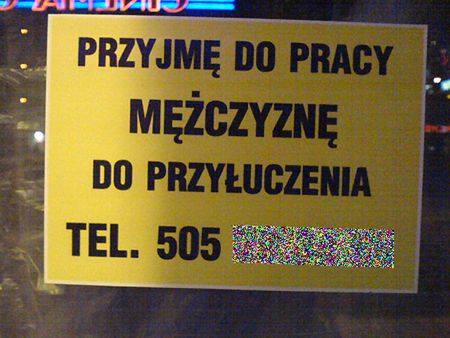 PRZYJMĘ DO PRACY
MĘŻCZYZNĘ
DO PRZYŁUCZENIA
TEL. 505